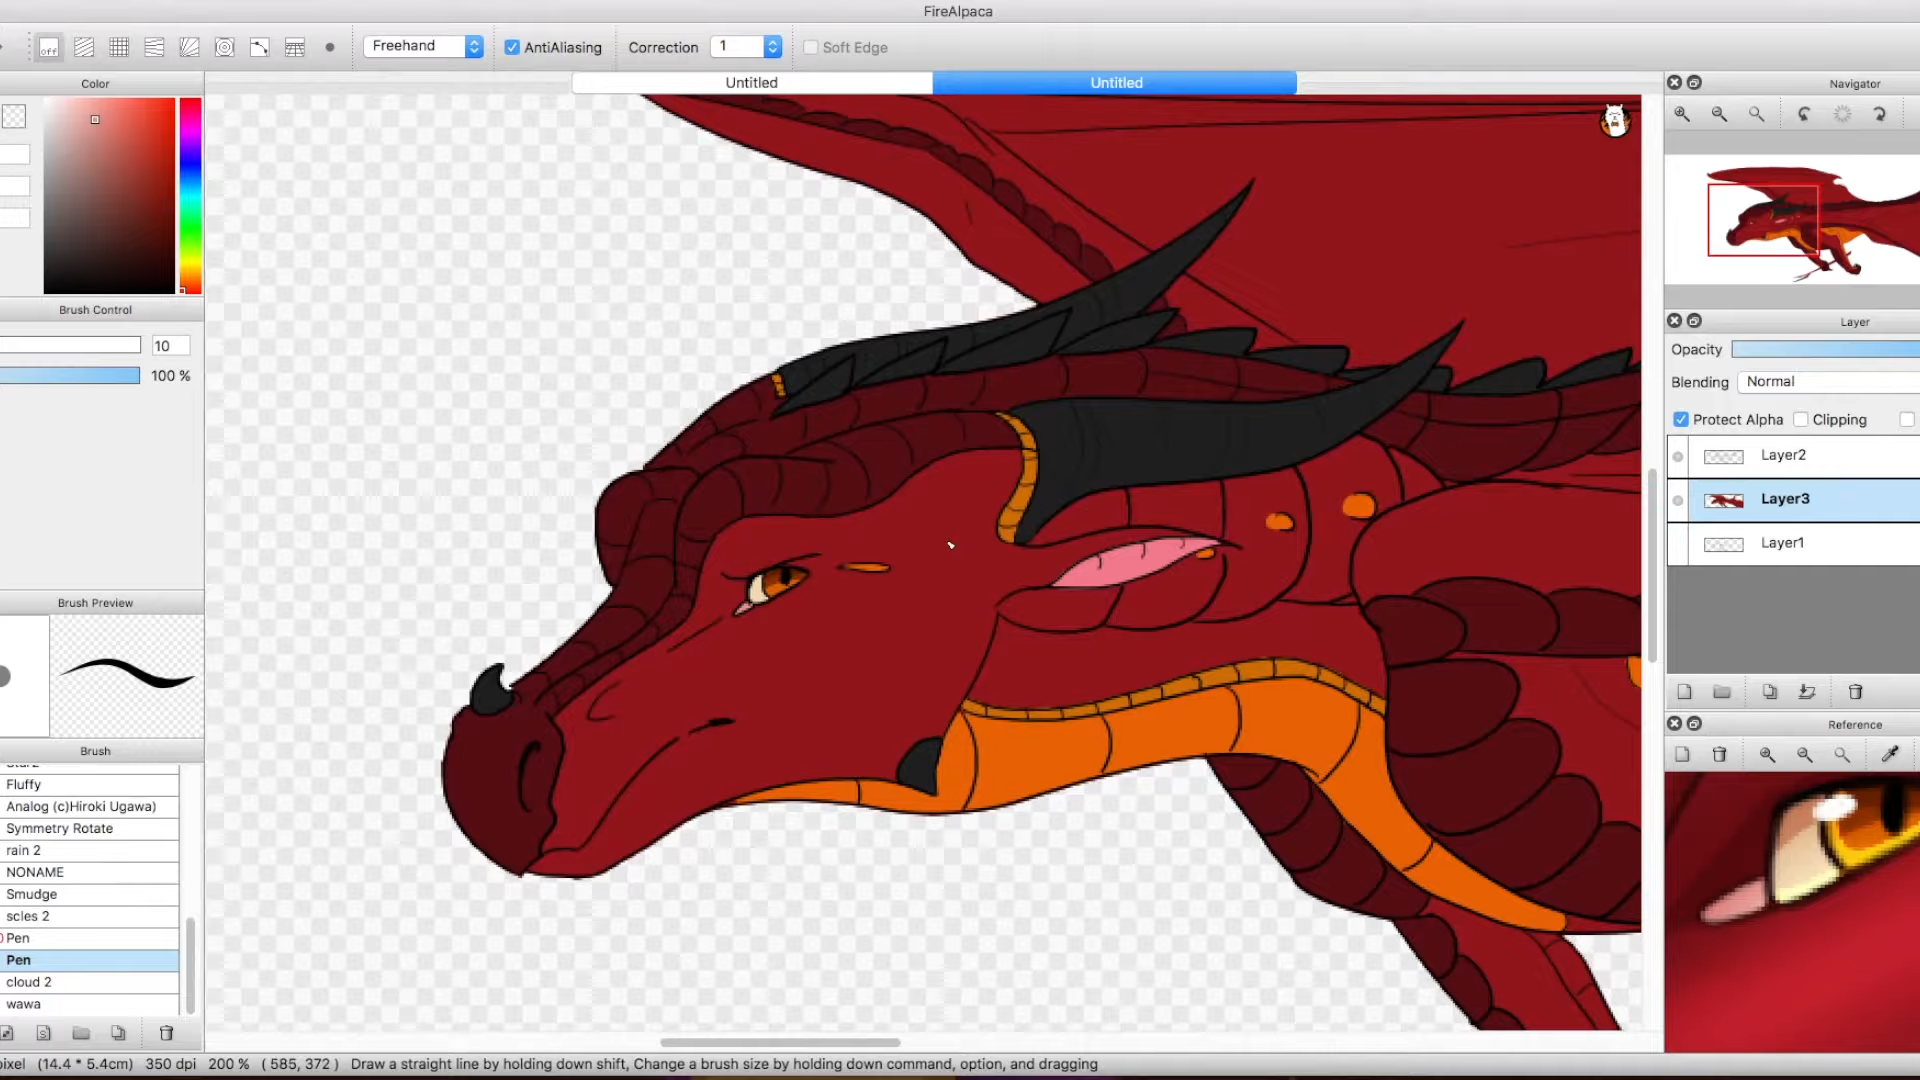 FireAlpaca
off
Freehand
AntiAliasing
Correction
1
Soft Edge
Color
Untitled
Untitled
Navigator
Brush Control
10
100 %
Layer
Opacity
Blending
Normal
Protect Alpha
Clipping
Layer2
Layer3
Layer1
Brush Preview
Reference
Brush
Fluffy
Analog (c)Hiroki Ugawa)
Symmetry Rotate
rain 2
NONAME
Smudge
scles 2
Pen
Pen
cloud 2
wawa
pixel (14.4 * 5.4cm) 350 dpi 200 % ( 585, 372 ) Draw a straight line by holding down shift, Change a brush size by holding down command, option, and dragging